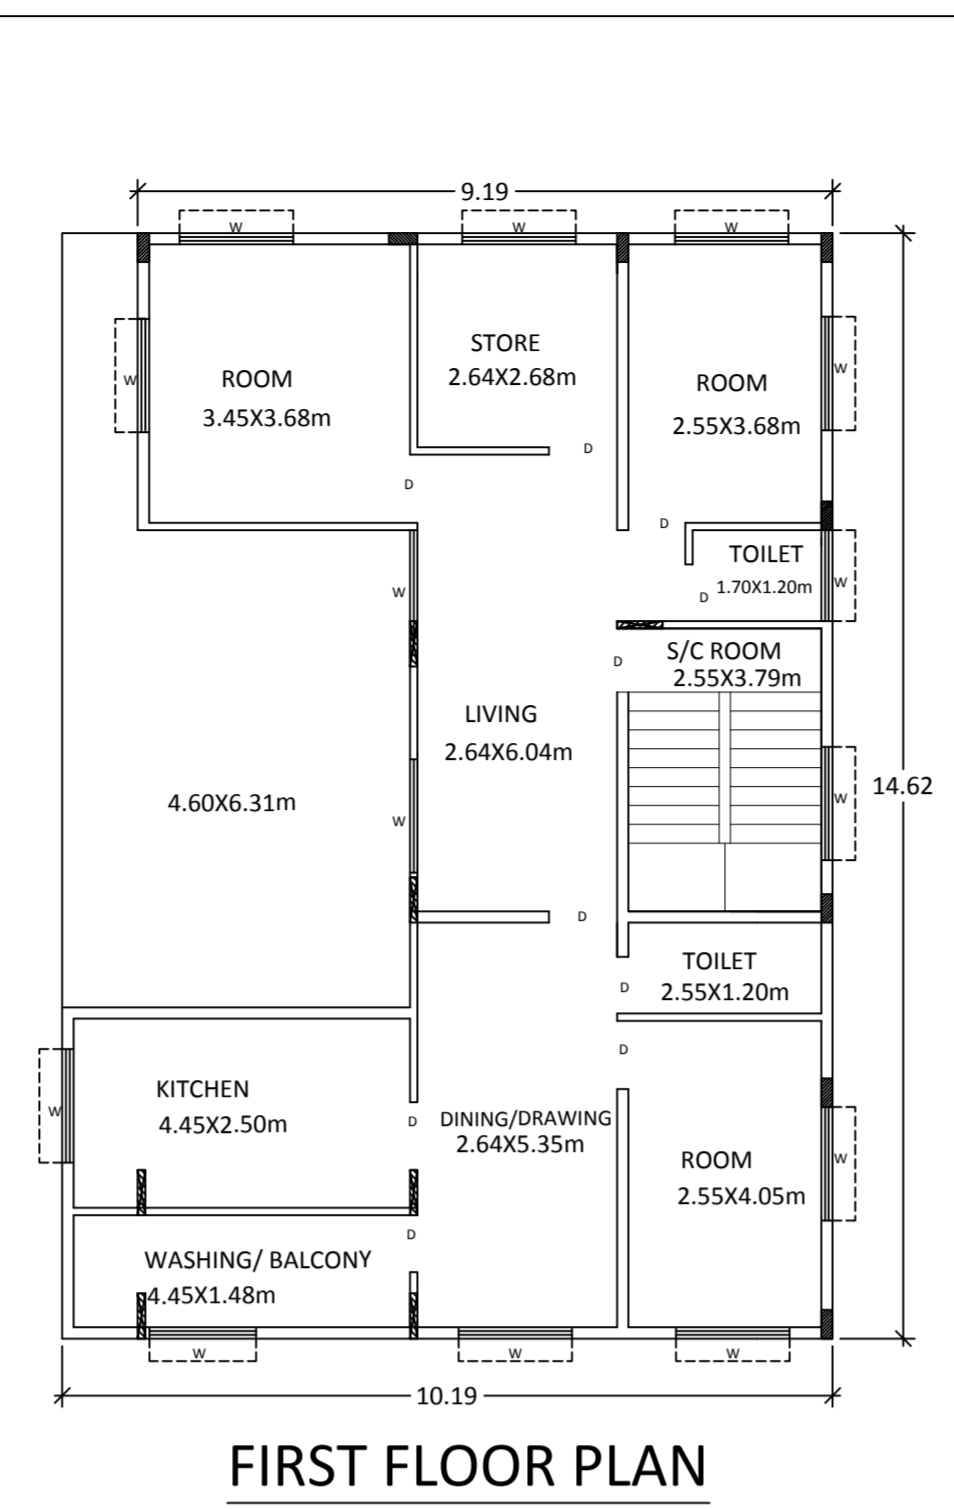 9.19
W
W
W
W
W
ROOM
3.45X3.68m
STORE
2.64X2.68m
ROOM
2.55X3.68m
D
D
D
TOILET
1.70X1.20m
D
W
W
S/C ROOM
2.55X3.79m
D
LIVING
2.64X6.04m
4.60X6.31m
W
W
14.62
D
TOILET
2.55X1.20m
D
D
KITCHEN
4.45X2.50m
W
D
DINING/DRAWING
2.64X5.35m
ROOM
2.55X4.05m
W
D
WASHING/ BALCONY
4.45X1.48m
W
W
W
10.19
FIRST FLOOR PLAN